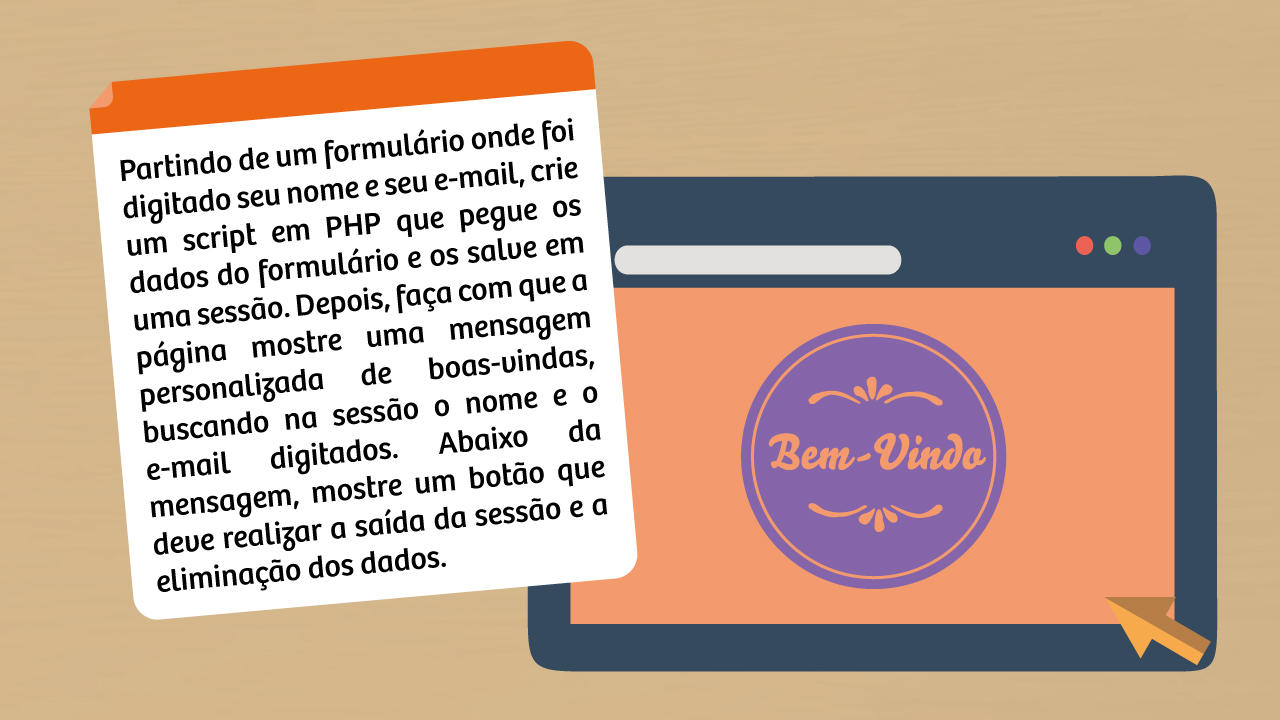 Partindo de um formulário onde foi
digitado seu nome e seu e-mail, crie
um script em PHP que pegue os
dados do formulário e os salve em
uma sessão. Depois, faça com que a
página mostre uma mensagem
personalizada de boas-vindas,
buscando na sessão o nome e o
e-mail digitados. Abaixo da
mensagem, mostre um botão que
deve realizar a saída da sessão e a
eliminação dos dados.
Bem-Vindo